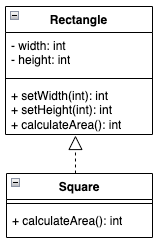 Rectangle
- width: int
- height: int
+ setWidth(int): int
+ setHeight(int): int
+ calculateArea(): int
Square
+ calculateArea(): int